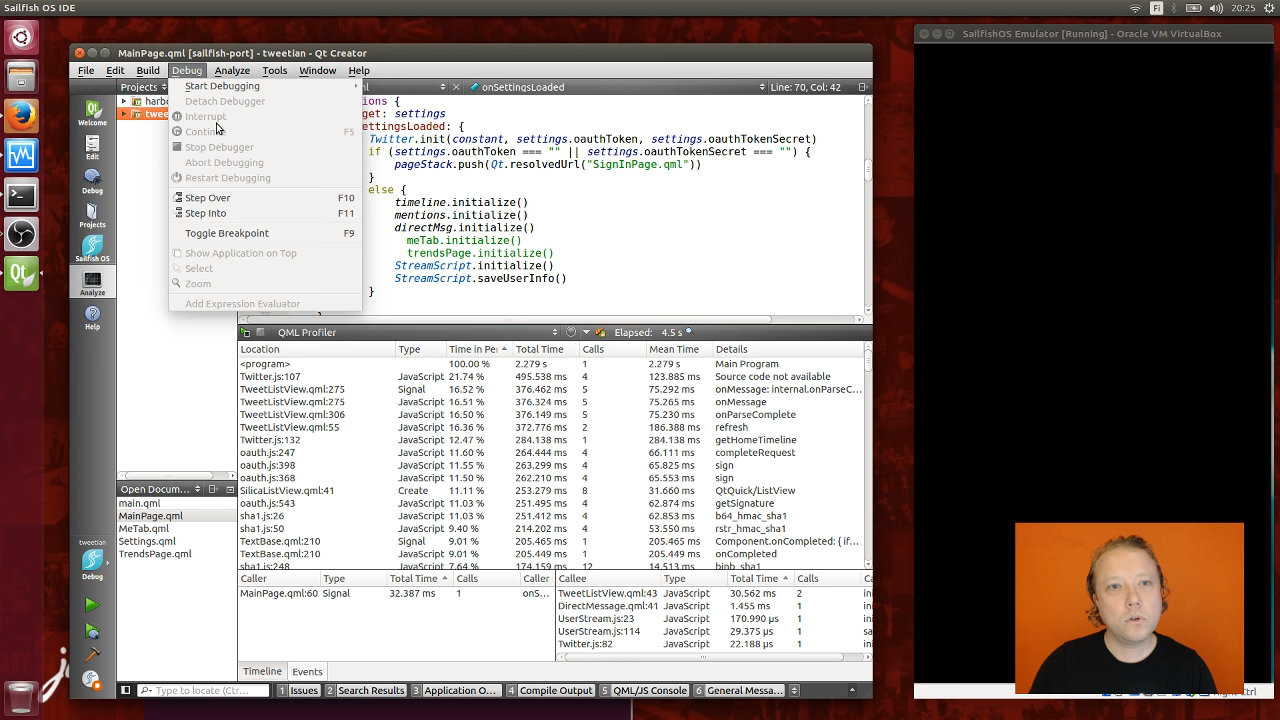 Sailfish OS IDE
Fi
20:25
MainPage.qml [sailfish-port] - tweetian - Qt Creator
SailfishOS Emulator [Running] - Oracle VM VirtualBox
File Edit Build Debug Analyze Tools Window Help
Projects
onSettingsLoaded
Line: 70, Col: 42
Start Debugging
Detach Debugger
Interrupt
Continue F5
Stop Debugger
Abort Debugging
Restart Debugging
Step Over F10
Step Into F11
Toggle Breakpoint F9
Show Application on Top
Select
Zoom
Add Expression Evaluator
Qt
Welcome
Edit
Debug
Projects
Sailfish OS
Analyze
Help
tweetian
Debug
ions {
get: settings
ettingsLoaded: {
Twitter.init(constant, settings.oauthToken, settings.oauthTokenSecret)
if (settings.oauthToken === "" || settings.oauthTokenSecret === "") {
pageStack.push(Qt.resolvedUrl("SignInPage.qml"))
else {
timeline.initialize()
mentions.initialize()
directMsg.initialize()
meTab.initialize()
trendsPage.initialize()
StreamScript.initialize()
StreamScript.saveUserInfo()
}
QML Profiler
Elapsed: 4.5 s
Location Type Time in Per Total Time Calls Mean Time Details
<program> 100.00 % 2.279 s 1 2.279 s Main Program
Twitter.js:107 JavaScript 21.74 % 495.538 ms 4 123.885 ms Source code not available
TweetListView.qml:275 Signal 16.52 % 376.462 ms 5 75.292 ms onMessage: internal.onParseC...
TweetListView.qml:275 JavaScript 16.51 % 376.324 ms 5 75.265 ms onMessage
TweetListView.qml:306 JavaScript 16.50 % 376.149 ms 5 75.230 ms onParseComplete
TweetListView.qml:55 JavaScript 16.36 % 372.776 ms 2 186.388 ms refresh
Twitter.js:132 JavaScript 12.47 % 284.138 ms 1 284.138 ms getHomeTimeline
oauth.js:247 JavaScript 11.60 % 264.444 ms 4 66.111 ms completeRequest
oauth.js:398 JavaScript 11.55 % 263.299 ms 4 65.825 ms sign
oauth.js:368 JavaScript 11.50 % 262.210 ms 4 65.553 ms sign
SilicaListView.qml:41 Create 11.11 % 253.279 ms 8 31.660 ms QtQuick/ListView
oauth.js:543 JavaScript 11.03 % 251.495 ms 4 62.874 ms getSignature
sha1.js:26 JavaScript 11.03 % 251.412 ms 4 62.853 ms b64_hmac_sha1
sha1.js:50 JavaScript 9.40 % 214.202 ms 4 53.550 ms rstr_hmac_sha1
TextBase.qml:210 Signal 9.01 % 205.465 ms 1 205.465 ms Component.onCompleted: { if...
TextBase.qml:210 JavaScript 9.01 % 205.449 ms 1 205.449 ms onCompleted
sha1.js:248 JavaScript 7.64 % 174.159 ms 12 14.513 ms binb_sha1
Open Docum...
main.qml
MainPage.qml
MeTab.qml
Settings.qml
TrendsPage.qml
Caller Type Total Time Calls Caller
MainPage.qml:60 Signal 32.387 ms 1 onS...
Callee Type Total Time Calls
TweetListView.qml:43 JavaScript 30.562 ms 2
DirectMessage.qml:41 JavaScript 1.455 ms 1
UserStream.js:23 JavaScript 170.990 µs 1
UserStream.js:114 JavaScript 29.375 µs 1
Twitter.js:82 JavaScript 22.188 µs 1
Timeline Events
Type to locate (Ctr...
1 Issues 2 Search Results 3 Application O... 4 Compile Output 5 QML/JS Console 6 General Messa...